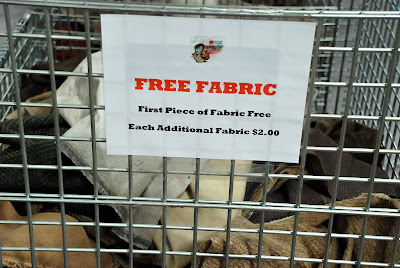 FREE FABRIC
First Piece of Fabric Free
Each Additional Fabric $2.00